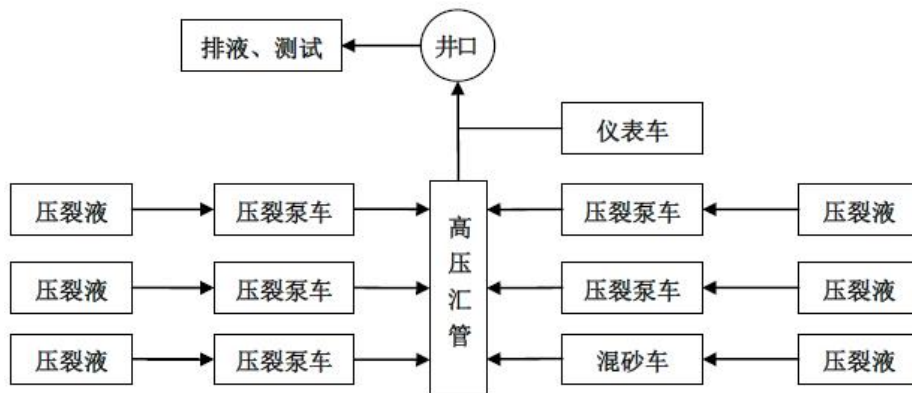 排液、测试
井口
仪表车
压裂液 压裂泵车 压裂泵车 压裂液
高压汇管
压裂液 压裂泵车 压裂泵车 压裂液
压裂液 压裂泵车 混砂车 压裂液